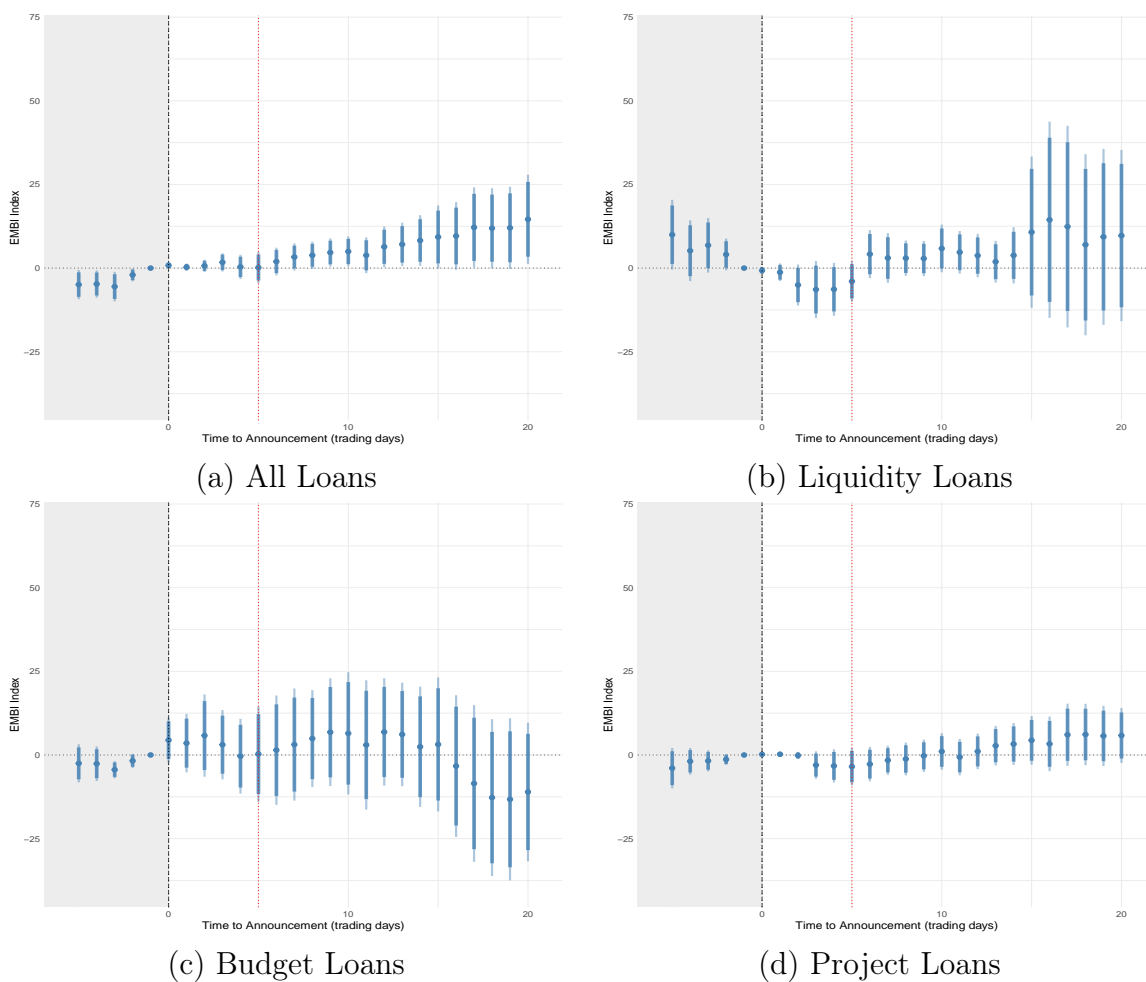 75
50
25
0
−25
EMBI Index
0
10
20
Time to Announcement (trading days)
(a) All Loans
75
50
25
0
−25
EMBI Index
0
10
20
Time to Announcement (trading days)
(b) Liquidity Loans
75
50
25
0
−25
EMBI Index
0
10
20
Time to Announcement (trading days)
(c) Budget Loans
75
50
25
0
−25
EMBI Index
0
10
20
Time to Announcement (trading days)
(d) Project Loans